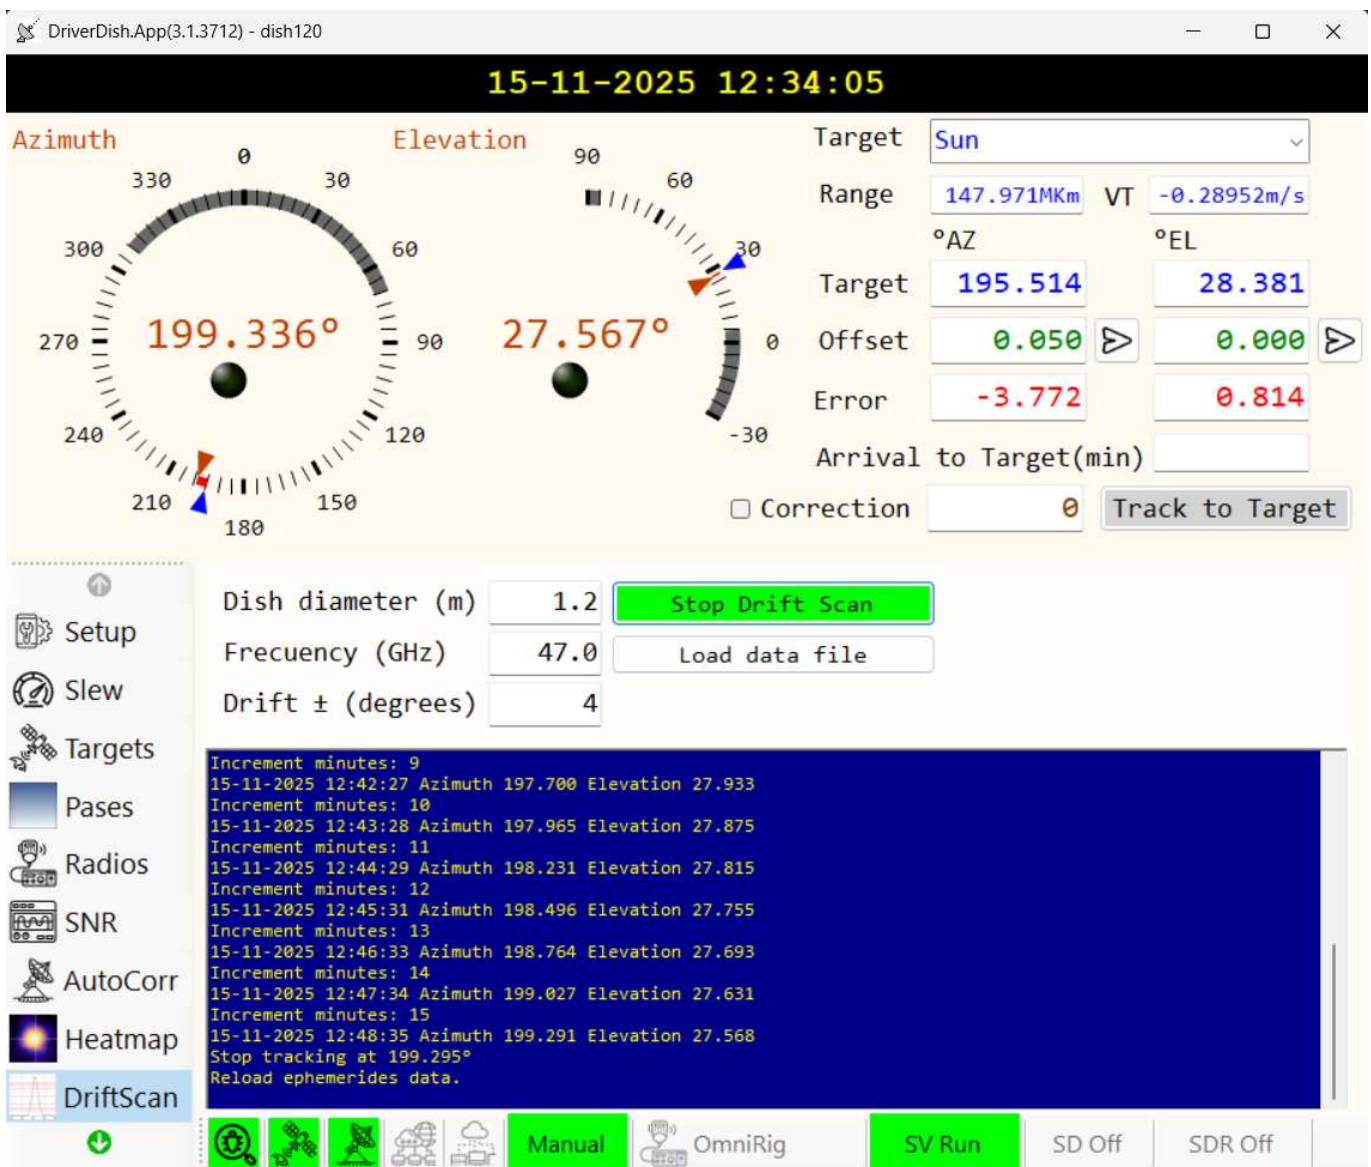 DriverDish.App(3.1.3712) - dish120
15-11-2025 12:34:05
Azimuth
0
30
60
90
120
150
180
210
240
270
300
330
199.336°
Elevation
90
60
30
0
-30
27.567°
Target Sun
Range 147.971MKm VT -0.28952m/s
°AZ °EL
Target 195.514 28.381
Offset 0.050 0.000
Error -3.772 0.814
Arrival to Target(min)
Correction 0 Track to Target
Setup
Slew
Targets
Pases
Radios
SNR
AutoCorr
Heatmap
DriftScan
Dish diameter (m) 1.2 Stop Drift Scan
Frecuency (GHz) 47.0 Load data file
Drift ± (degrees) 4
Increment minutes: 9
15-11-2025 12:42:27 Azimuth 197.700 Elevation 27.933
Increment minutes: 10
15-11-2025 12:43:28 Azimuth 197.965 Elevation 27.875
Increment minutes: 11
15-11-2025 12:44:29 Azimuth 198.231 Elevation 27.815
Increment minutes: 12
15-11-2025 12:45:31 Azimuth 198.496 Elevation 27.755
Increment minutes: 13
15-11-2025 12:46:33 Azimuth 198.764 Elevation 27.693
Increment minutes: 14
15-11-2025 12:47:34 Azimuth 199.027 Elevation 27.631
Increment minutes: 15
15-11-2025 12:48:35 Azimuth 199.291 Elevation 27.568
Stop tracking at 199.295°
Reload ephemerides data.
Manual OmniRig SV Run SD Off SDR Off